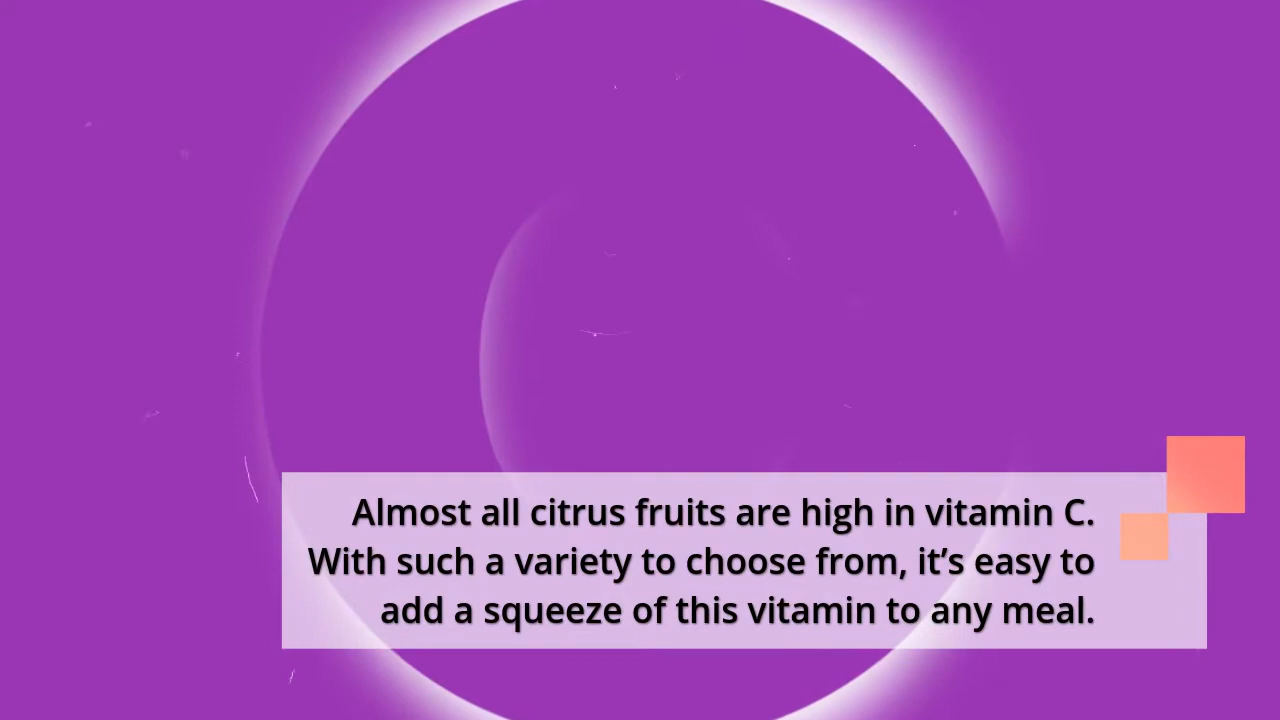 Almost all citrus fruits are high in vitamin C.
With such a variety to choose from, it’s easy to
add a squeeze of this vitamin to any meal.